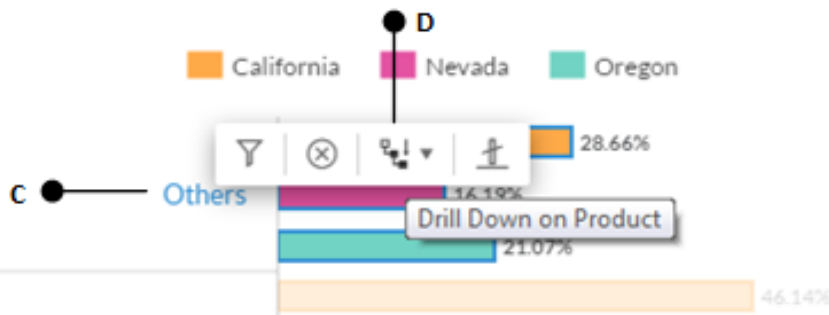 D
California Nevada Oregon
28.66%
C Others 16.19%
Drill Down on Product
21.07%
46.14%